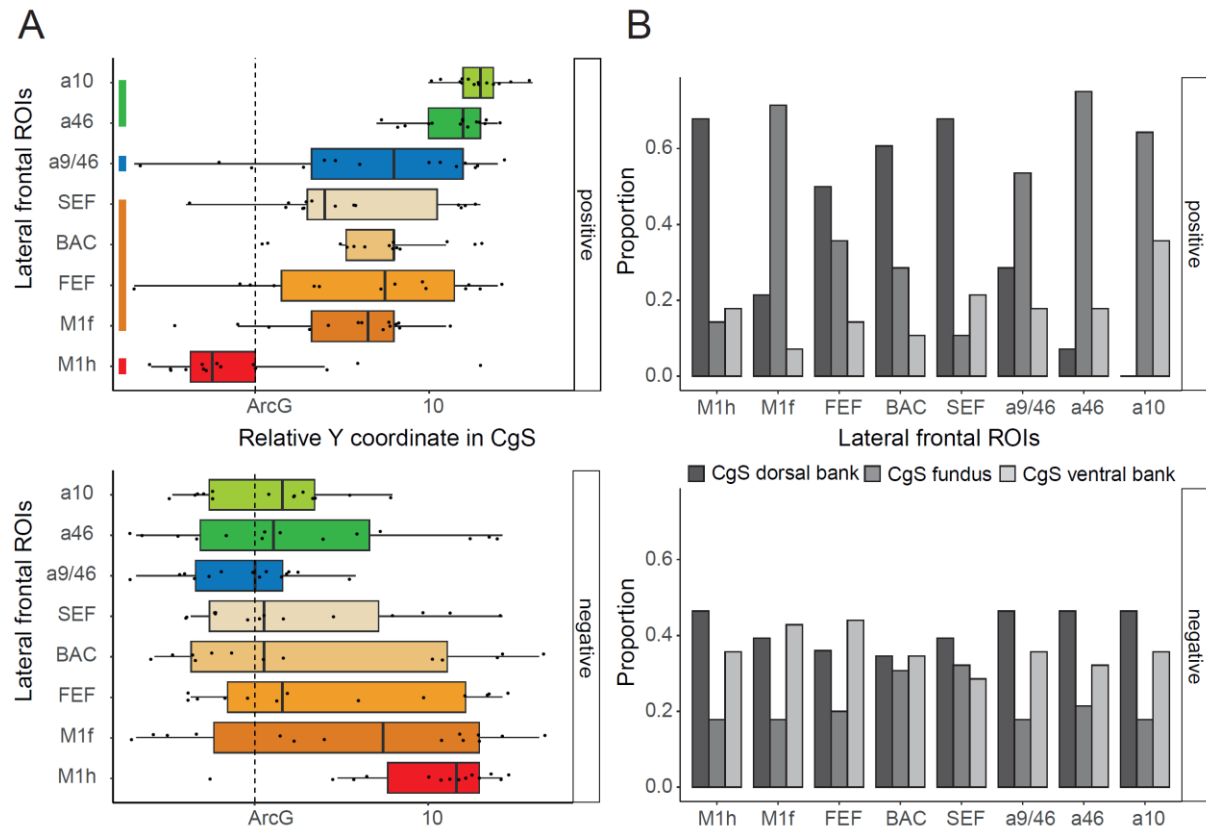 A
B
Lateral frontal ROIs
a10
a46
a9/46
SEF
BAC
FEF
M1f
M1h
ArcG 10
Relative Y coordinate in CgS
positive
Proportion
0.6
0.4
0.2
0.0
M1h M1f FEF BAC SEF a9/46 a46 a10
Lateral frontal ROIs
positive
CgS dorsal bank CgS fundus CgS ventral bank
Lateral frontal ROIs
a10
a46
a9/46
SEF
BAC
FEF
M1f
M1h
ArcG 10
negative
Proportion
0.6
0.4
0.2
0.0
M1h M1f FEF BAC SEF a9/46 a46 a10
negative